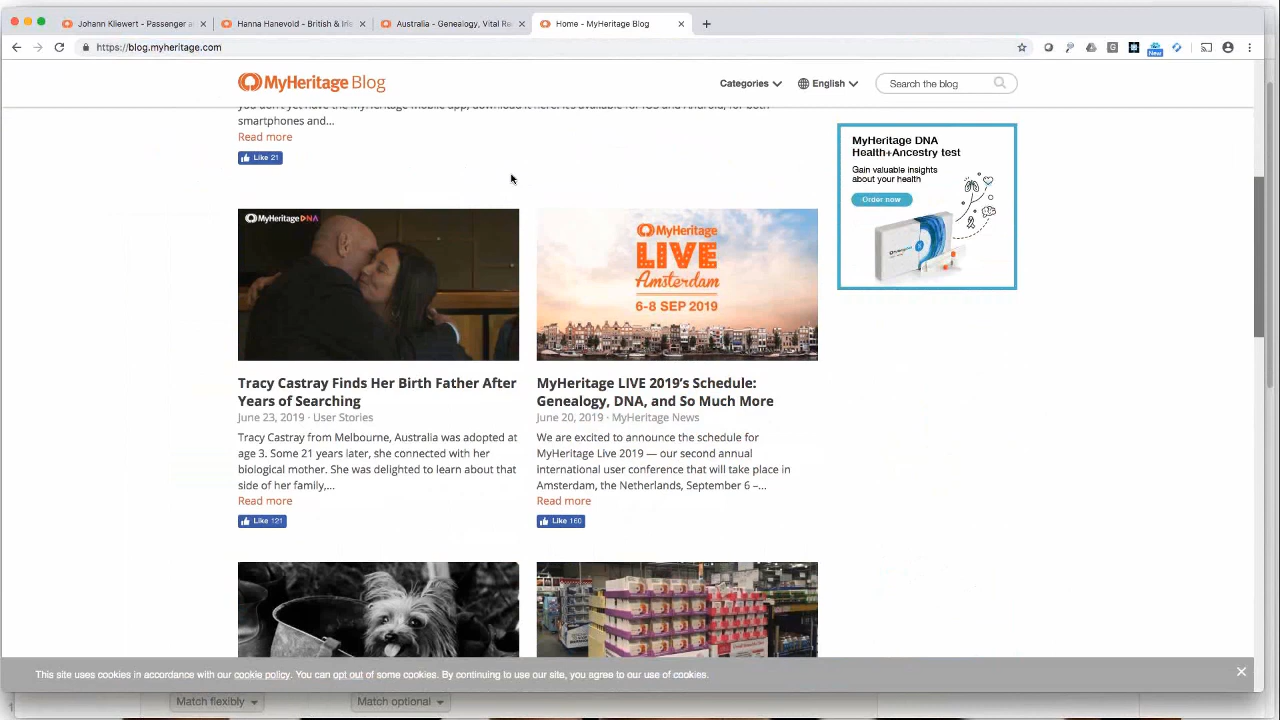 Johann Kliewert - Passenger a
Hanna Hanevold - British & Iris
Australia - Genealogy, Vital Re
Home - MyHeritage Blog
https://blog.myheritage.com
New
MyHeritage Blog
Categories
English
Search the blog
you don't yet have the MyHeritage mobile app, download it here. It's available for iOS and Android, for both
smartphones and...
Read more
Like 21
MyHeritage DNA
Health+Ancestry test
Gain valuable insights
about your health
Order now
MyHeritage DNA
MyHeritage
LIVE
Amsterdam
6-8 SEP 2019
Tracy Castray Finds Her Birth Father After
Years of Searching
June 23, 2019 · User Stories
Tracy Castray from Melbourne, Australia was adopted at
age 3. Some 21 years later, she connected with her
biological mother. She was delighted to learn about that
side of her family,...
Read more
Like 121
MyHeritage LIVE 2019's Schedule:
Genealogy, DNA, and So Much More
June 20, 2019 · MyHeritage News
We are excited to announce the schedule for
MyHeritage Live 2019 — our second annual
international user conference that will take place in
Amsterdam, the Netherlands, September 6 –...
Read more
Like 160
This site uses cookies in accordance with our cookie policy. You can opt out of some cookies. By continuing to use our site, you agree to our use of cookies.
Match flexibly
Match optional